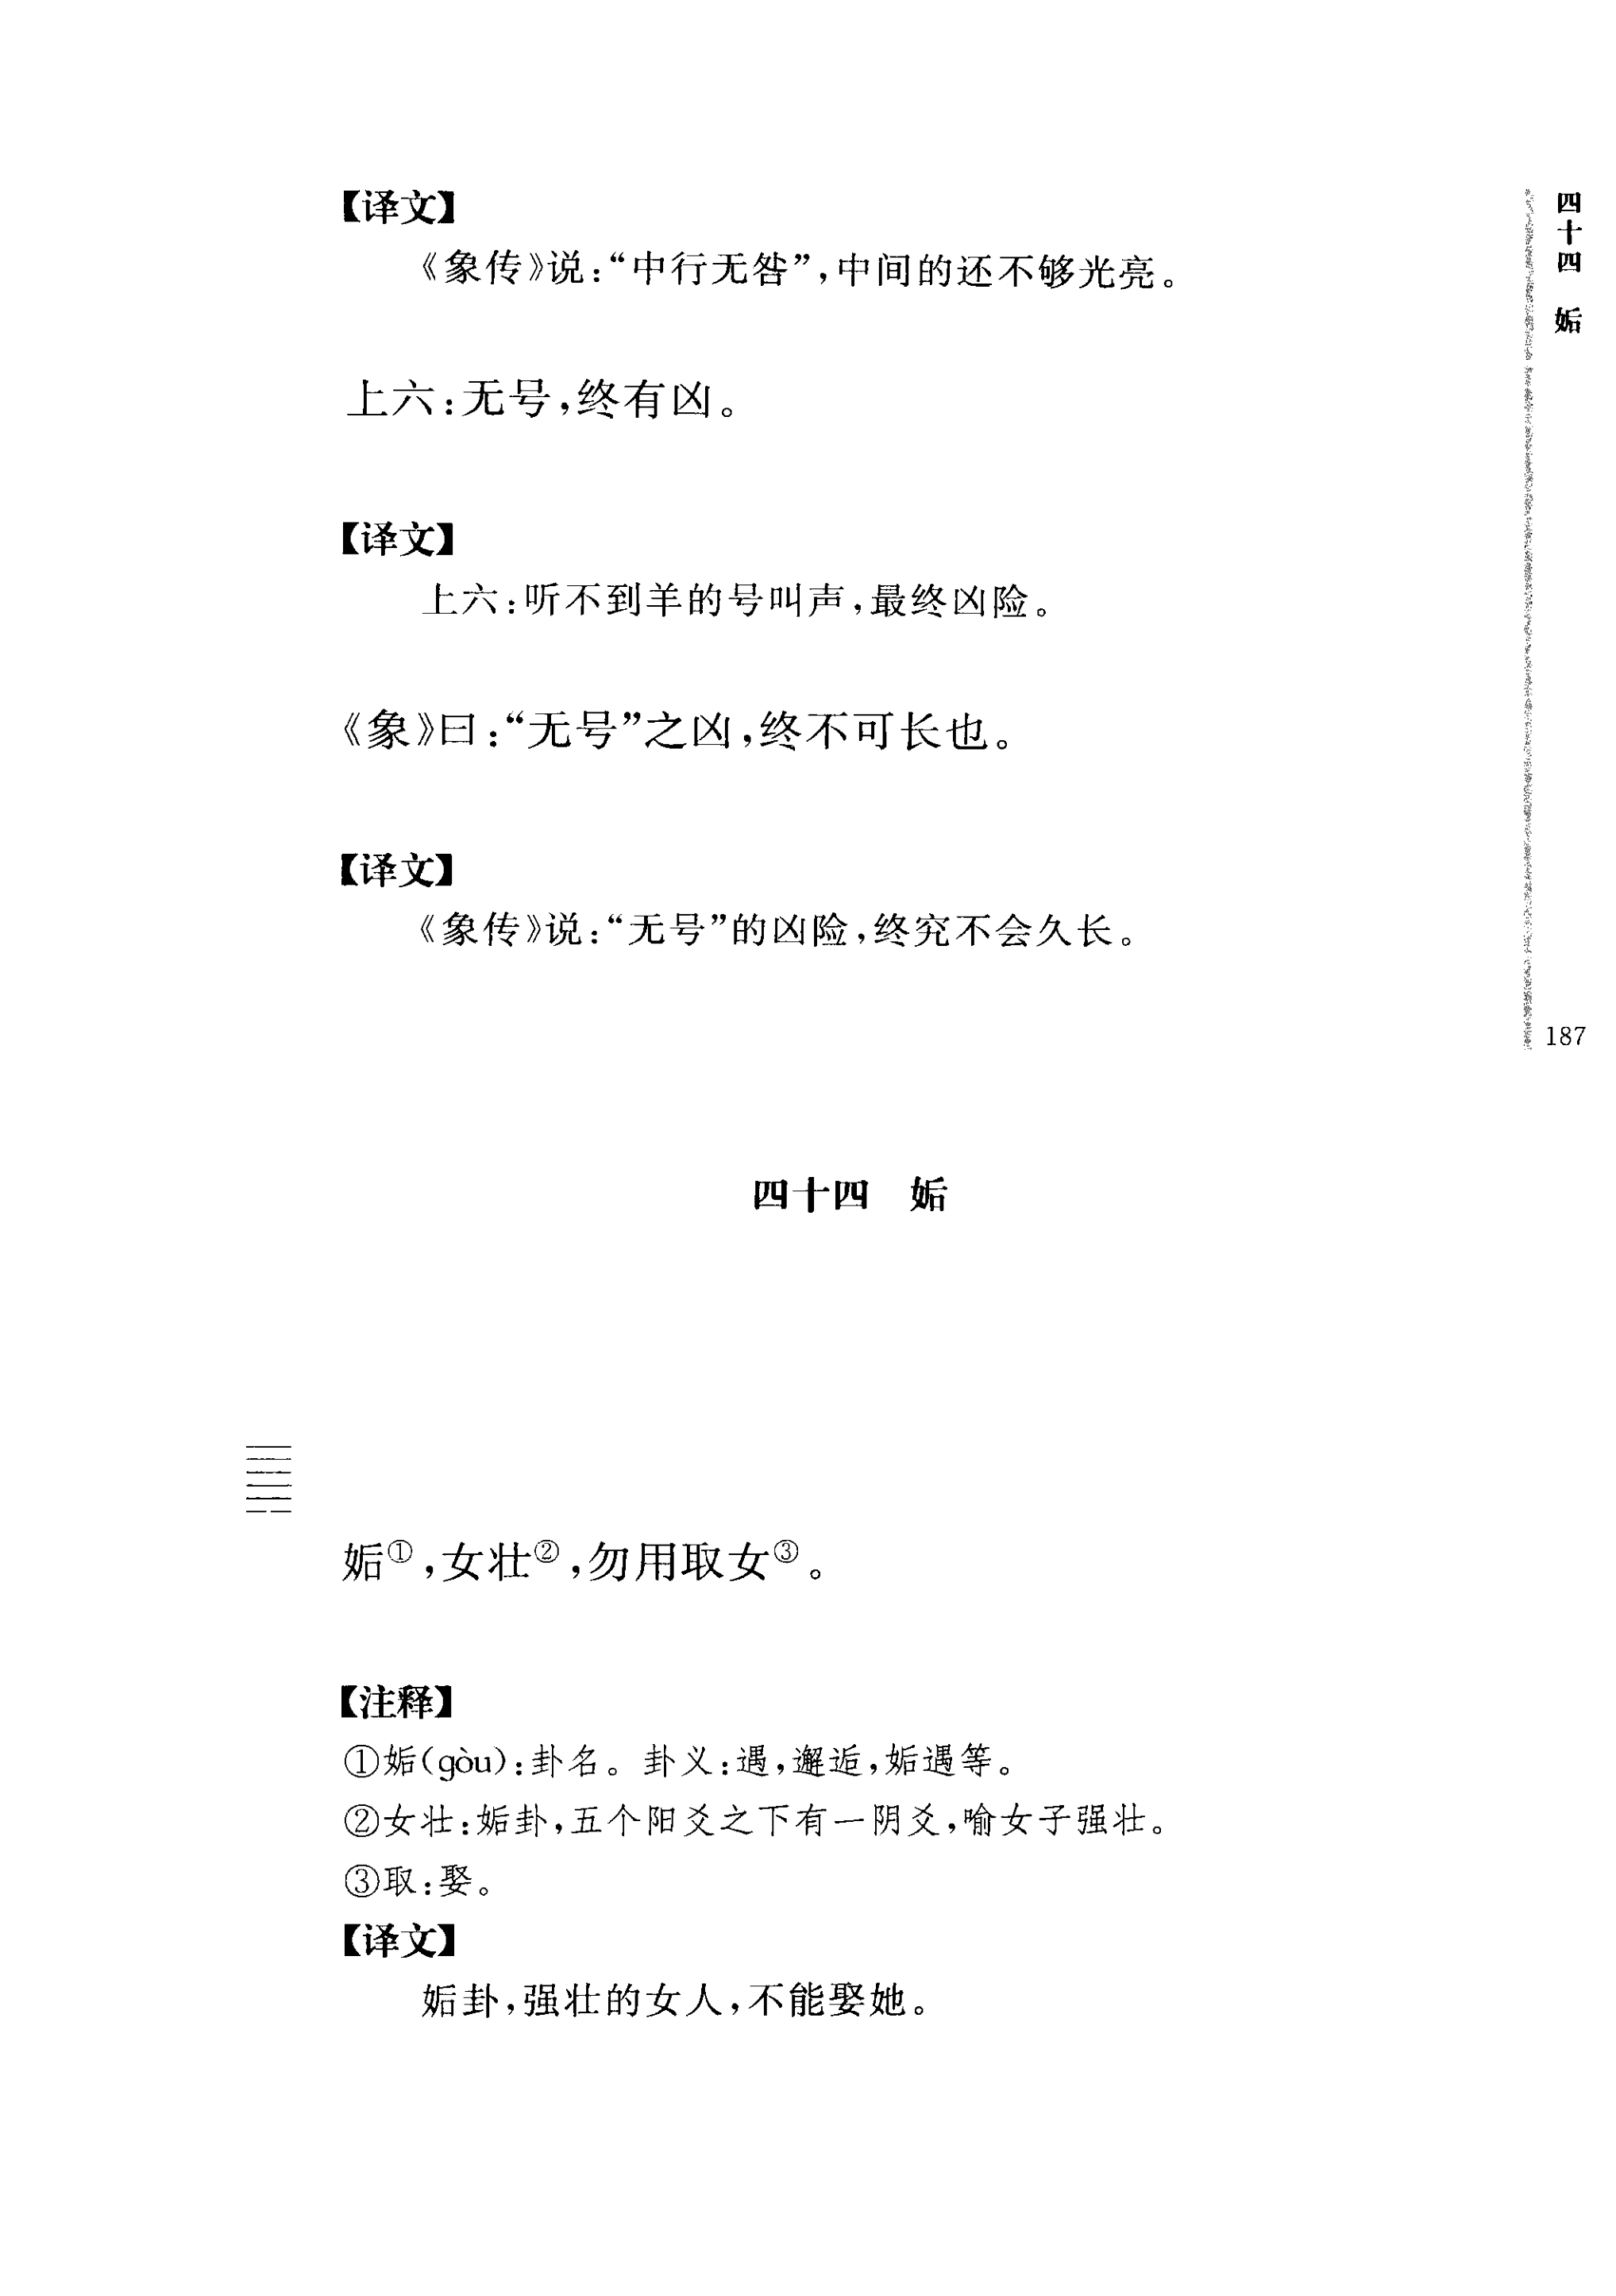 【译文】
《象传》说:“中行无咎”,中间的还不够光亮。
上六:无号,终有凶。
【译文】
上六:听不到羊的号叫声,最终凶险。
《象》曰:“无号”之凶,终不可长也。
【译文】
《象传》说:“无号”的凶险,终究不会久长。
四十四 姤
187
四十四 姤
姤①,女壮②,勿用取女③。
【注释】
①姤(gòu):卦名。卦义:遇,邂逅,姤遇等。
②女壮:姤卦,五个阳爻之下有一阴爻,喻女子强壮。
③取:娶。
【译文】
姤卦,强壮的女人,不能娶她。